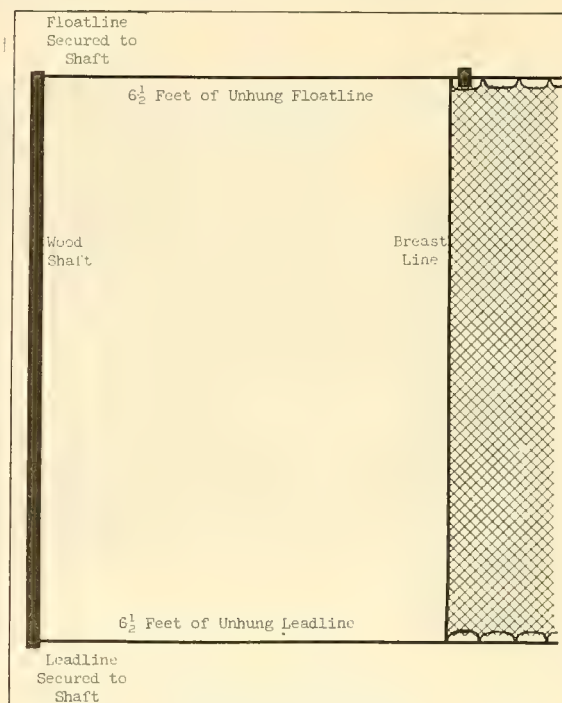 Floatline
Secured to
Shaft
6½ Feet of Unhung Floatline
Wood
Shaft
Breast
Line
6½ Feet of Unhung Leadline
Leadline
Secured to
Shaft